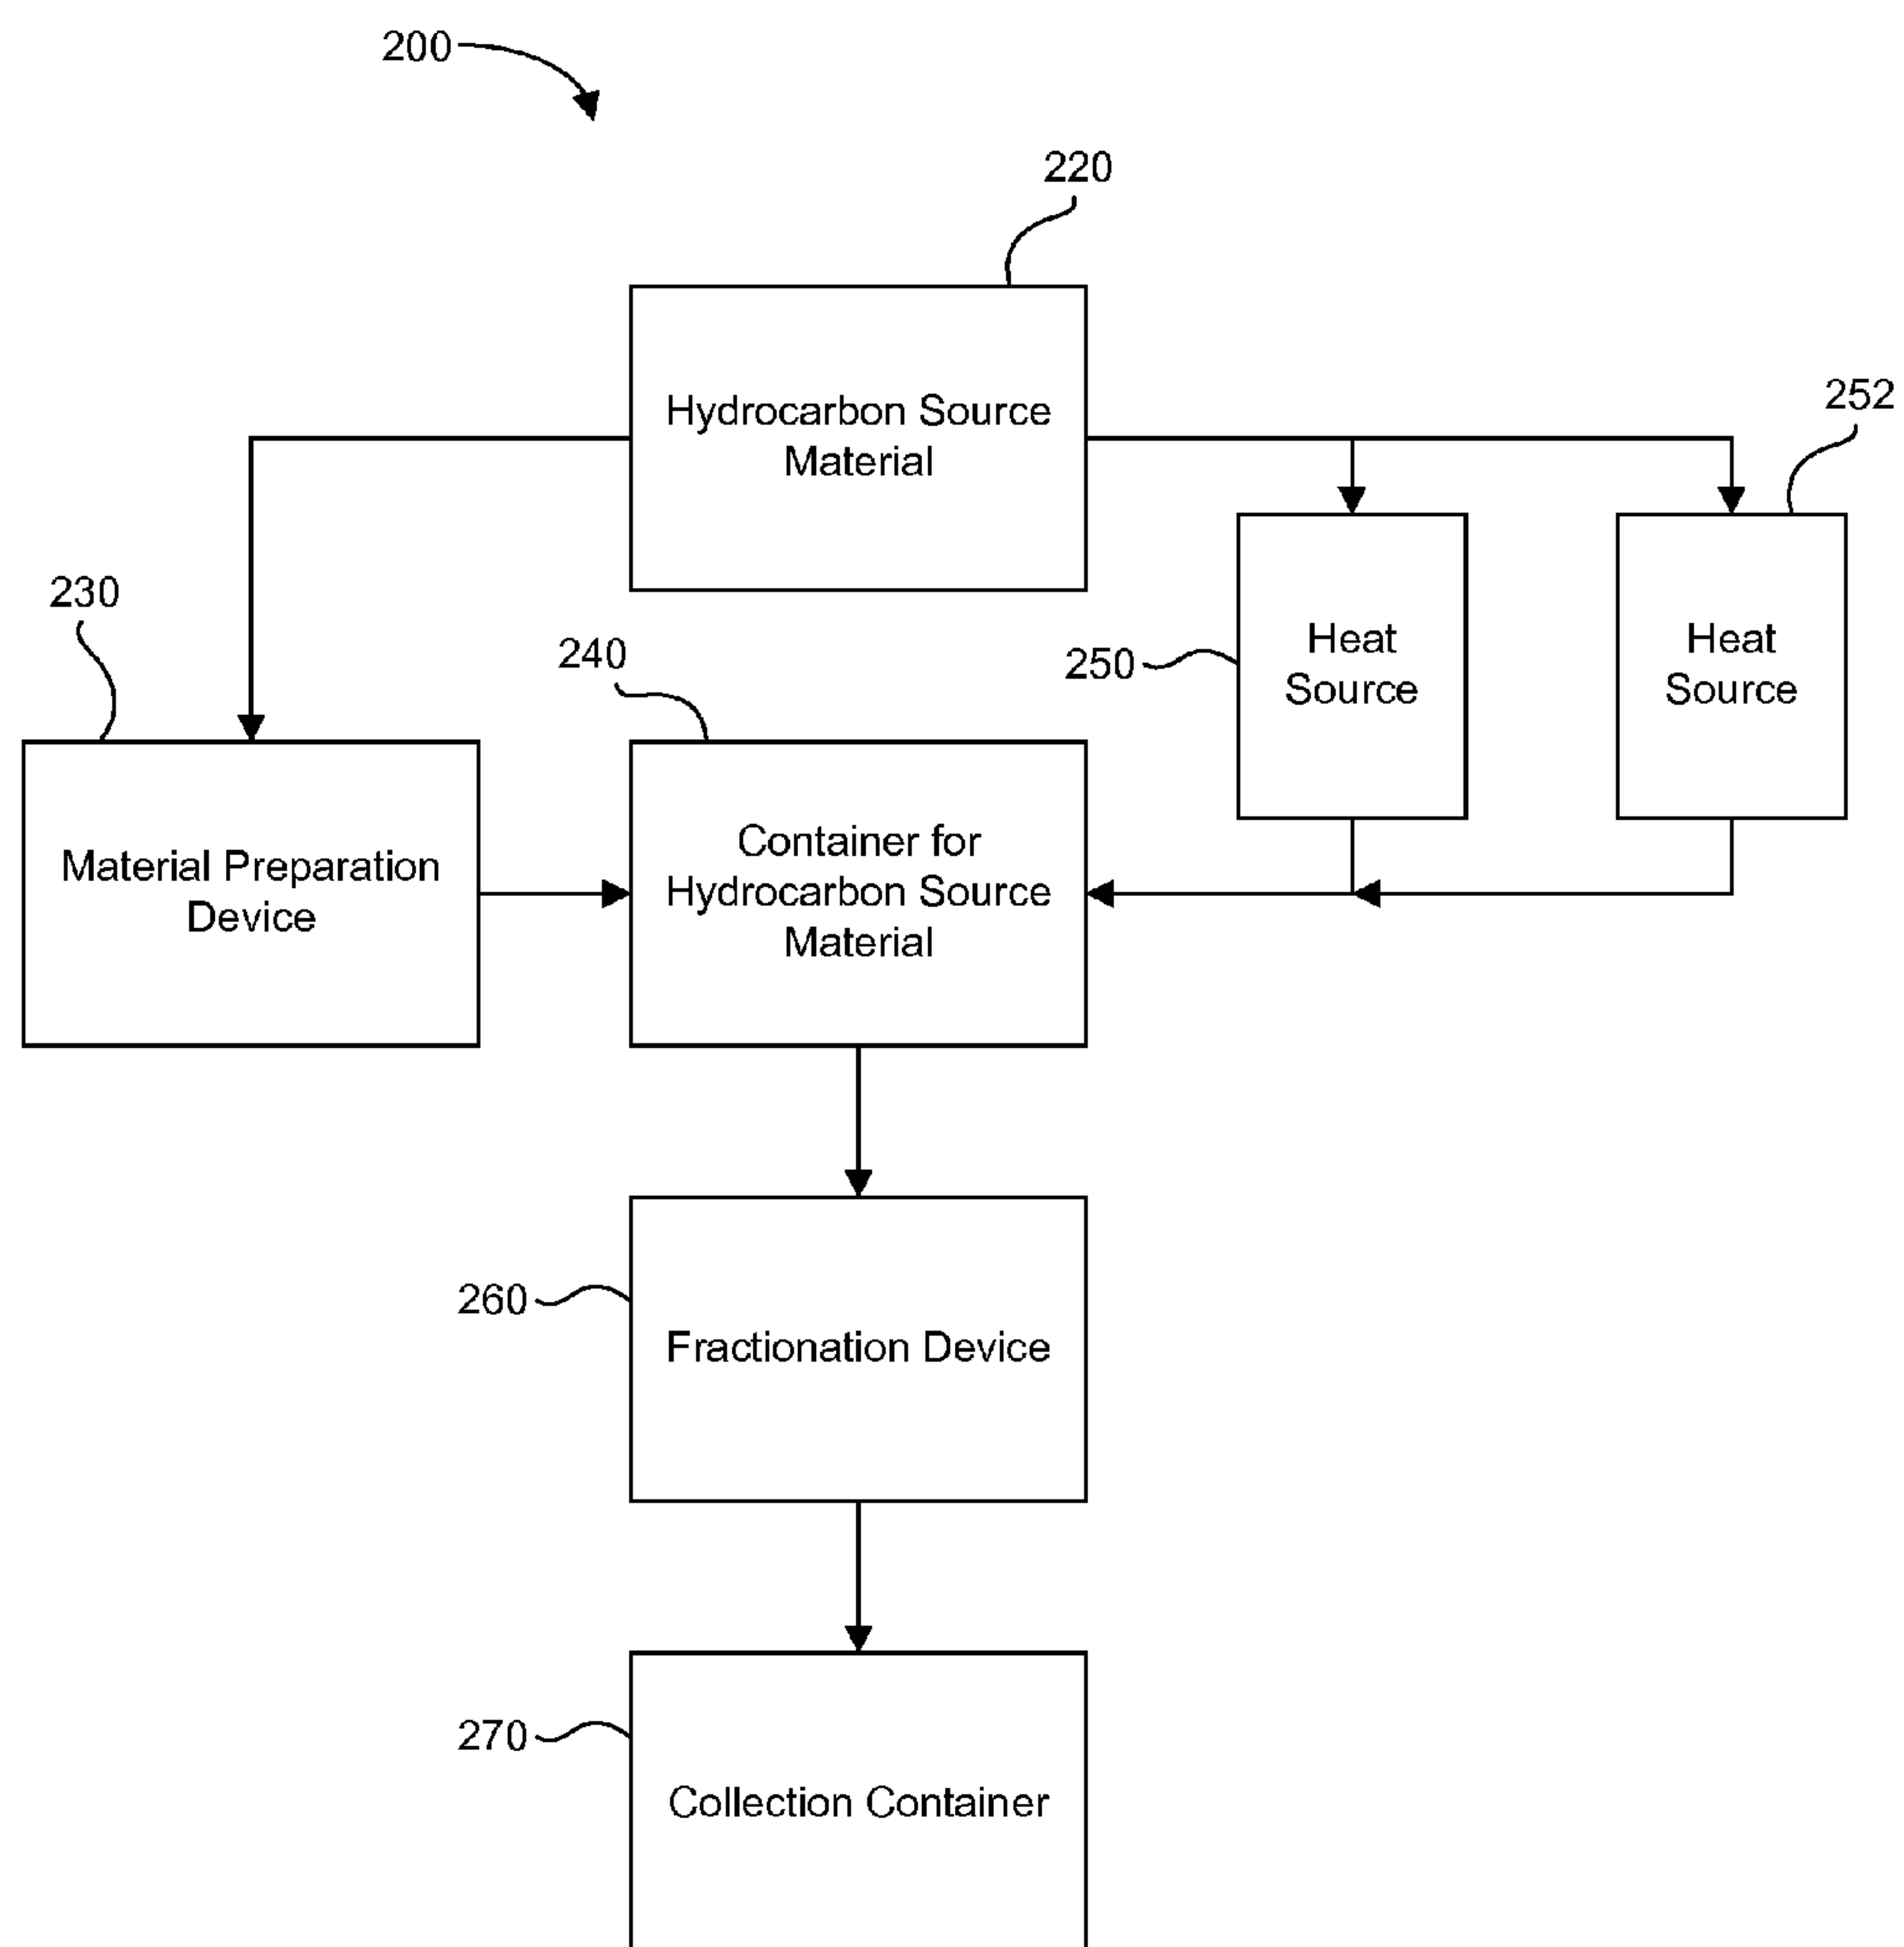 200
220
Hydrocarbon Source
Material
252
230
240
250
Heat
Source
Heat
Source
Material Preparation
Device
Container for
Hydrocarbon Source
Material
260
Fractionation Device
270
Collection Container